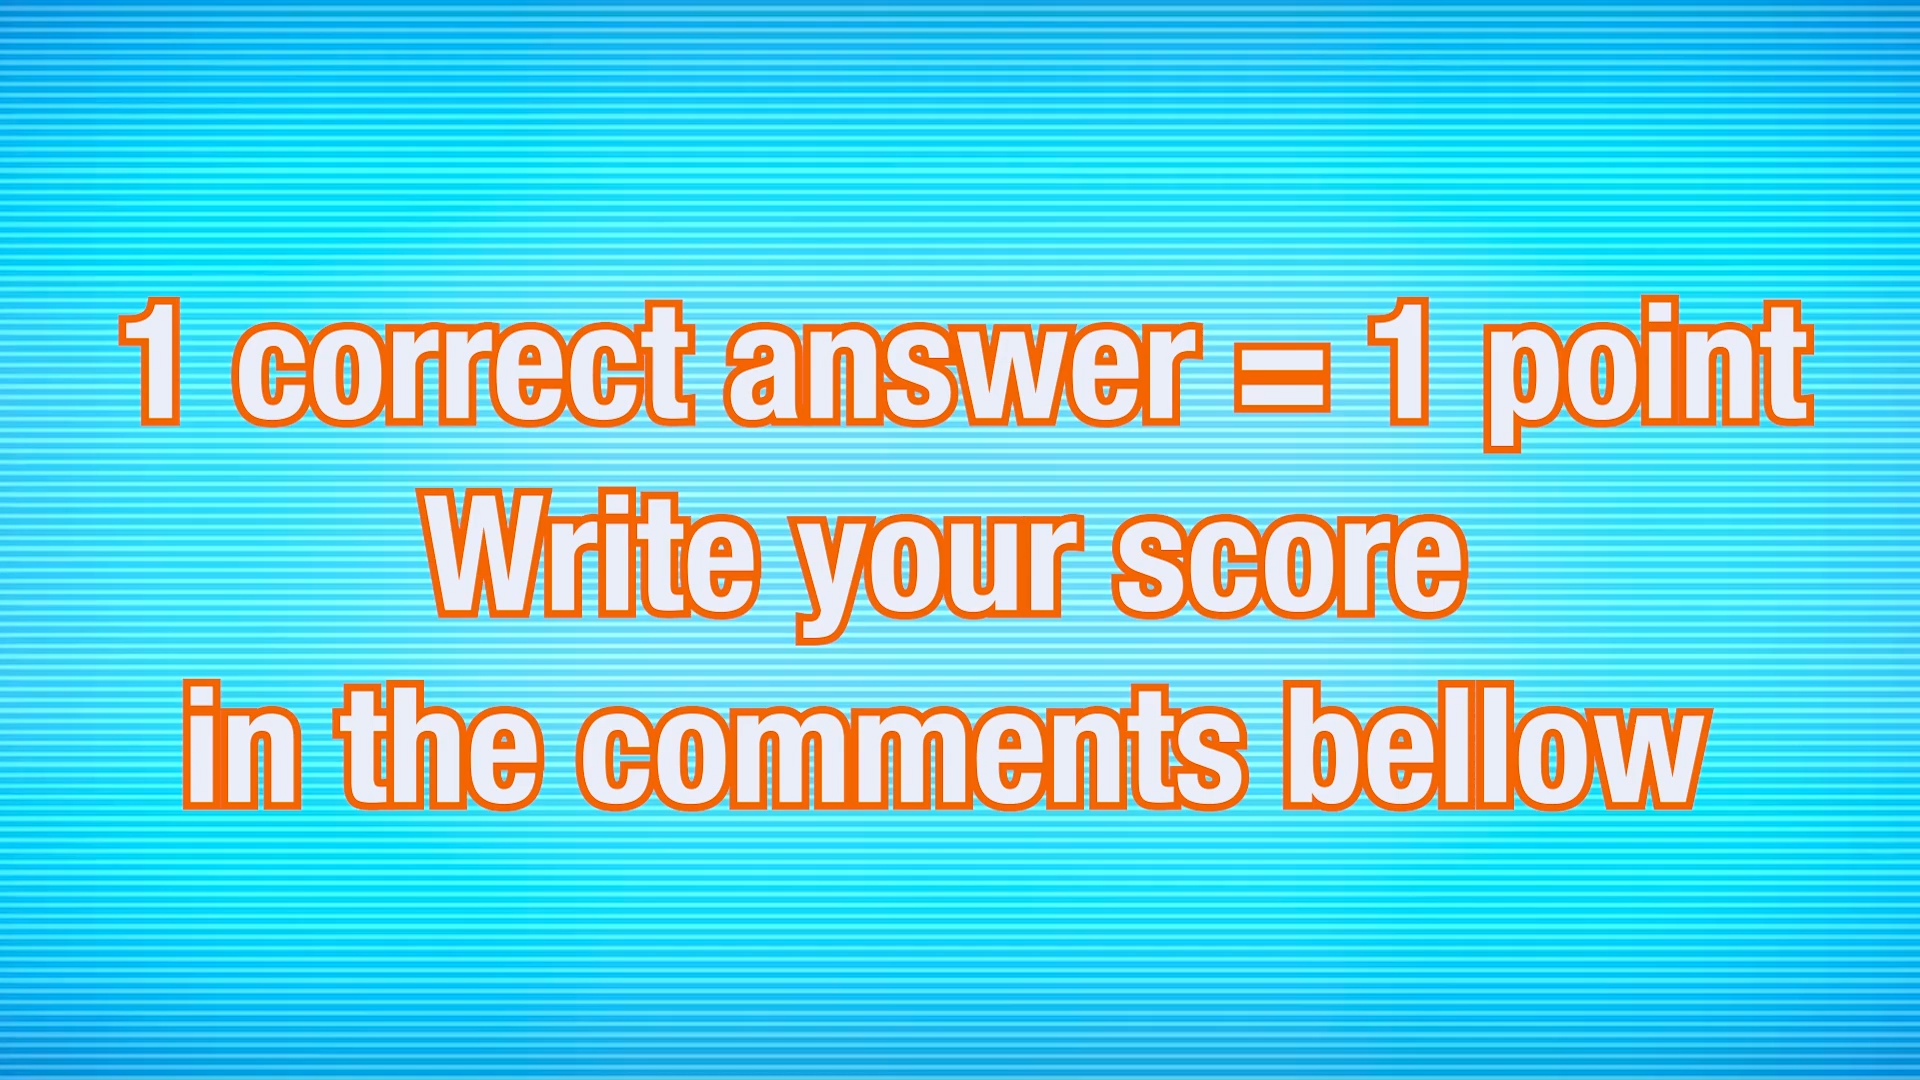 1 correct answer = 1 point
Write your score
in the comments bellow